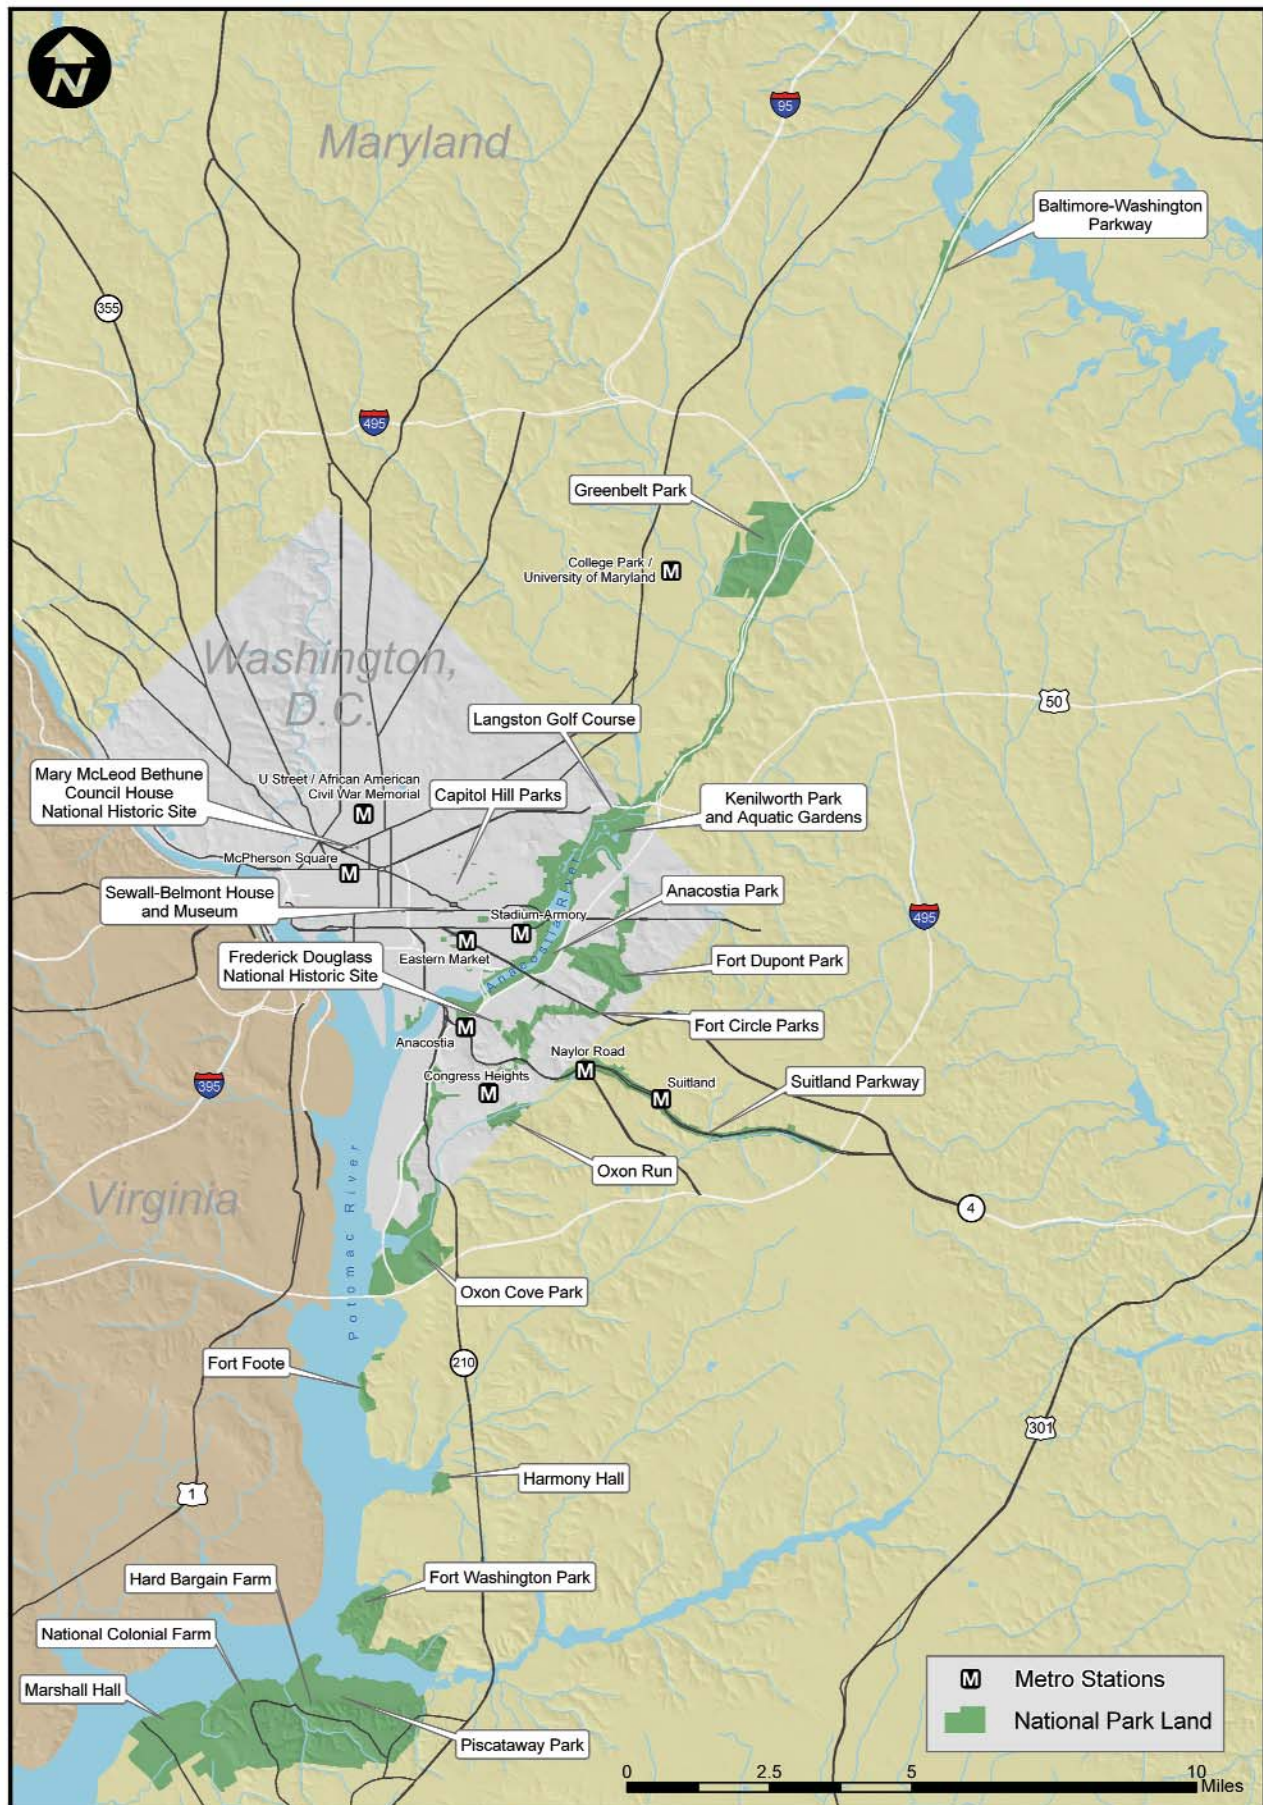 N
Maryland
95
Baltimore-Washington
Parkway
355
495
Greenbelt Park
College Park /
University of Maryland
Washington,
D.C.
50
Langston Golf Course
Mary McLeod Bethune
Council House
National Historic Site
U Street / African American
Civil War Memorial
Capitol Hill Parks
Kenilworth Park
and Aquatic Gardens
McPherson Square
Sewall-Belmont House
and Museum
Anacostia Park
Stadium-Armory
495
Eastern Market
Anacostia River
Frederick Douglass
National Historic Site
Fort Dupont Park
Fort Circle Parks
Anacostia
Naylor Road
Congress Heights
Suitland
Suitland Parkway
395
Oxon Run
Virginia
Potomac River
4
Oxon Cove Park
Fort Foote
210
301
Harmony Hall
1
Hard Bargain Farm
Fort Washington Park
National Colonial Farm
Marshall Hall
Piscataway Park
Metro Stations
National Park Land
0 2.5 5 10
Miles
M
M
M
M
M
M
M
M
M
M